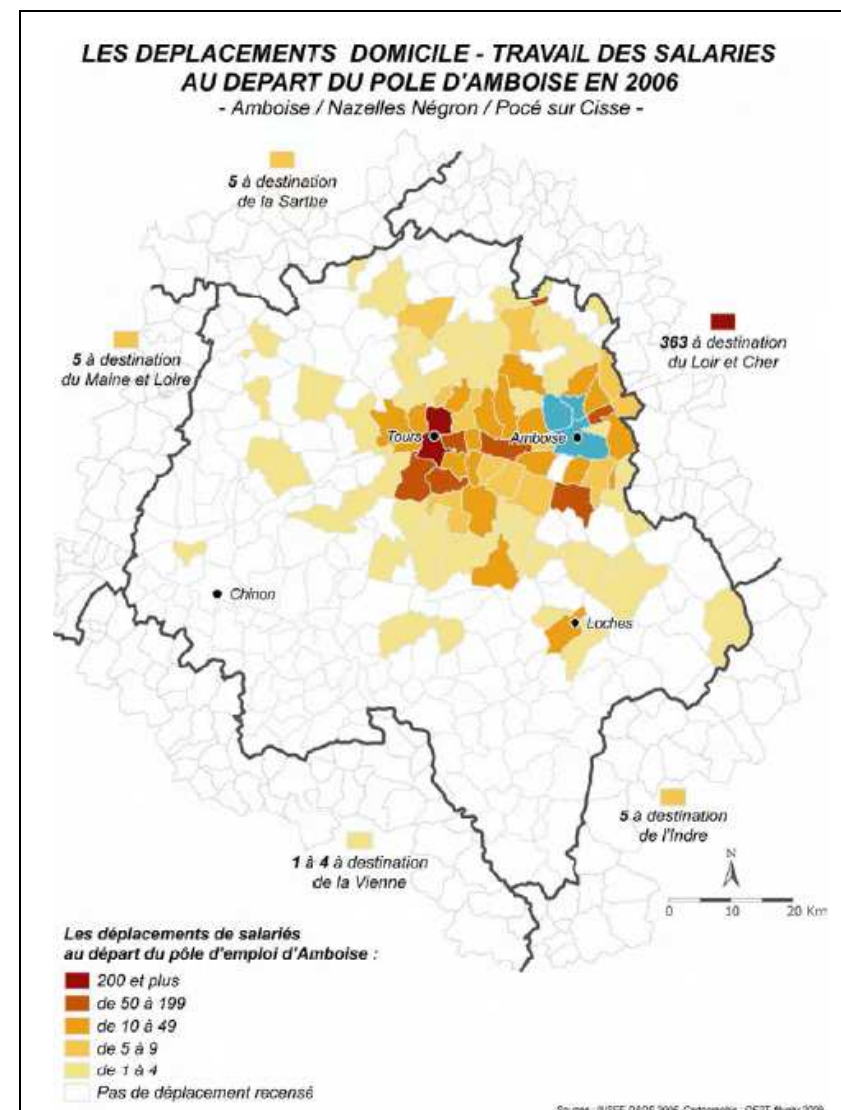 LES DEPLACEMENTS DOMICILE - TRAVAIL DES SALARIES
AU DEPART DU POLE D'AMBOISE EN 2006
- Amboise / Nazelles Négron / Pocé sur Cisse -
5 à destination
de la Sarthe
363 à destination
du Loir et Cher
5 à destination
du Maine et Loire
Tours
Amboise
Chinon
Loches
5 à destination
de l'Indre
1 à 4 à destination
de la Vienne
N
0 10 20 Km
Les déplacements de salariés
au départ du pôle d'emploi d'Amboise :
200 et plus
de 50 à 199
de 10 à 49
de 5 à 9
de 1 à 4
Pas de déplacement recensé